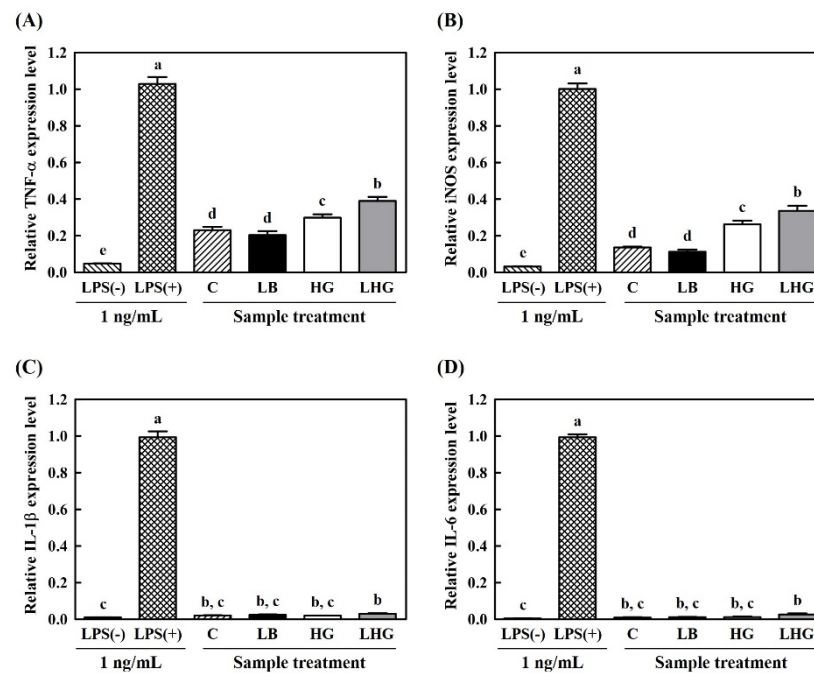 (A)
Relative TNF-α expression level
1.2
1.0
0.8
0.6
0.4
0.2
0.0
e
a
d
d
c
b
LPS(-) LPS(+) C LB HG LHG
1 ng/mL Sample treatment
(B)
Relative iNOS expression level
1.2
1.0
0.8
0.6
0.4
0.2
0.0
c
a
d
d
c
b
LPS(-) LPS(+) C LB HG LHG
1 ng/mL Sample treatment
(C)
Relative IL-1β expression level
1.2
1.0
0.8
0.6
0.4
0.2
0.0
c
a
b, c
b, c
b, c
b
LPS(-) LPS(+) C LB HG LHG
1 ng/mL Sample treatment
(D)
Relative IL-6 expression level
1.2
1.0
0.8
0.6
0.4
0.2
0.0
c
a
b, c
b, c
b, c
b
LPS(-) LPS(+) C LB HG LHG
1 ng/mL Sample treatment